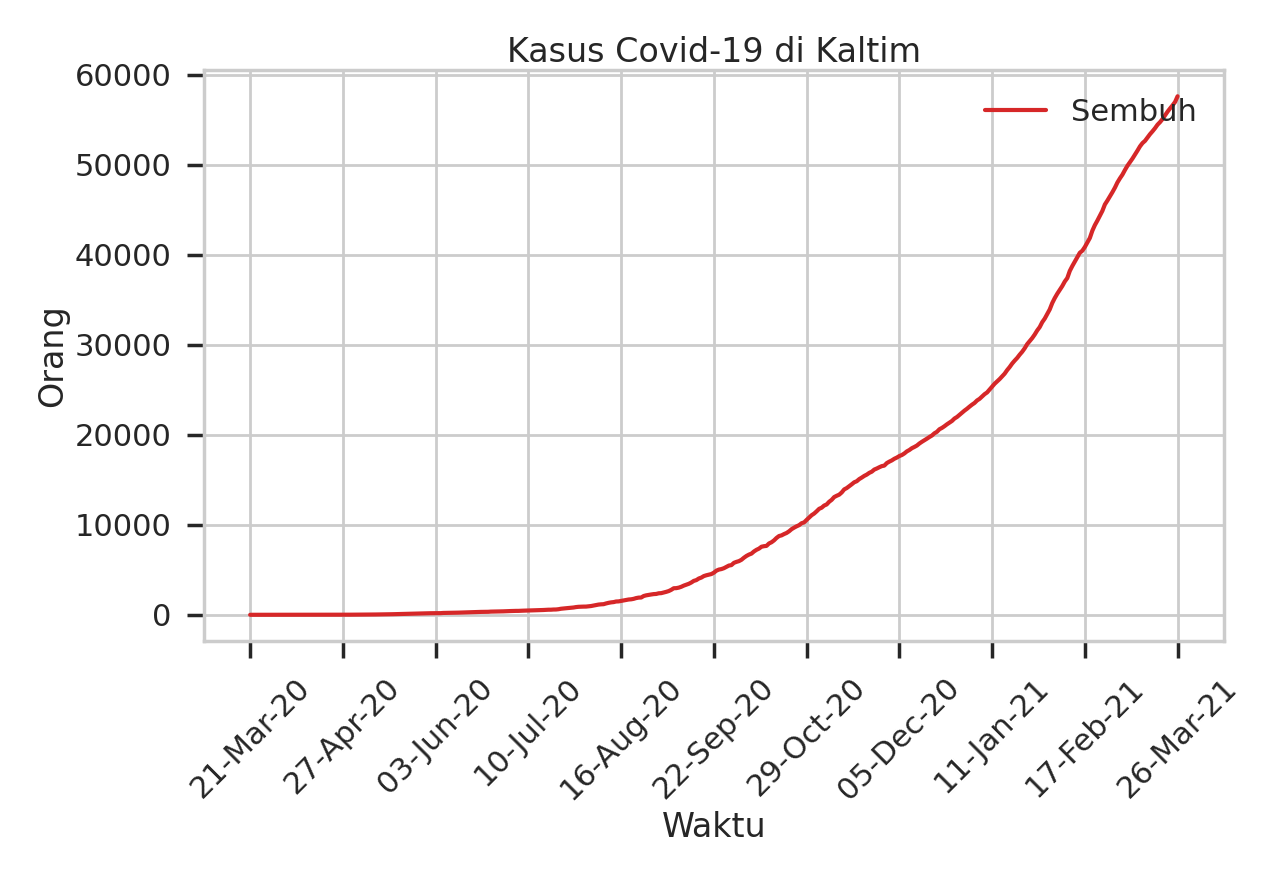 Kasus Covid-19 di Kaltim
Sembuh
Orang
60000
50000
40000
30000
20000
10000
0
21-Mar-20
27-Apr-20
03-Jun-20
10-Jul-20
16-Aug-20
22-Sep-20
29-Oct-20
05-Dec-20
11-Jan-21
17-Feb-21
26-Mar-21
Waktu